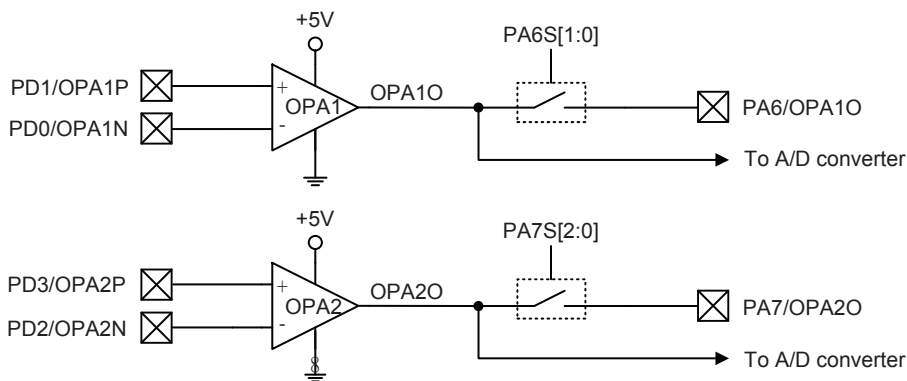 +5V
PA6S[1:0]
PD1/OPA1P
+
OPA1
OPA1O
PA6/OPA1O
PD0/OPA1N
-
To A/D converter
+5V
PA7S[2:0]
PD3/OPA2P
+
OPA2
OPA2O
PA7/OPA2O
PD2/OPA2N
-
To A/D converter